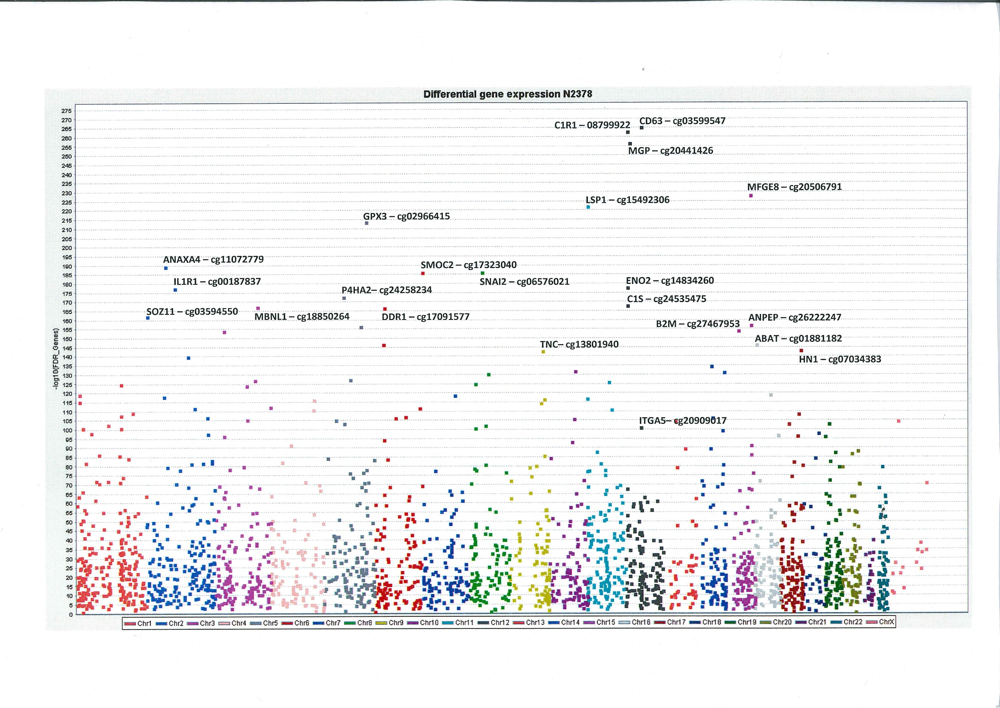 Differential gene expression N2378
275
270
265
260
255
250
245
240
235
230
225
220
215
210
205
200
195
190
185
180
175
170
165
160
155
150
145
140
135
130
125
120
115
110
105
100
95
90
85
80
75
70
65
60
55
50
45
40
35
30
25
20
15
10
5
0
-log10(FDR_Genes)
C1R1 – 08799922
CD63 – cg03599547
MGP – cg20441426
MFGE8 – cg20506791
LSP1 – cg15492306
GPX3 – cg02966415
ANAXA4 – cg11072779
SMOC2 – cg17323040
IL1R1 – cg00187837
SNAI2 – cg06576021
ENO2 – cg14834260
P4HA2– cg24258234
C1S – cg24535475
SOZ11 – cg03594550
MBNL1 – cg18850264
DDR1 – cg17091577
ANPEP – cg26222247
B2M – cg27467953
ABAT – cg01881182
TNC– cg13801940
HN1 – cg07034383
ITGA5– cg20909017
Chr1 Chr2 Chr3 Chr4 Chr5 Chr6 Chr7 Chr8 Chr9 Chr10 Chr11 Chr12 Chr13 Chr14 Chr15 Chr16 Chr17 Chr18 Chr19 Chr20 Chr21 Chr22 ChrX